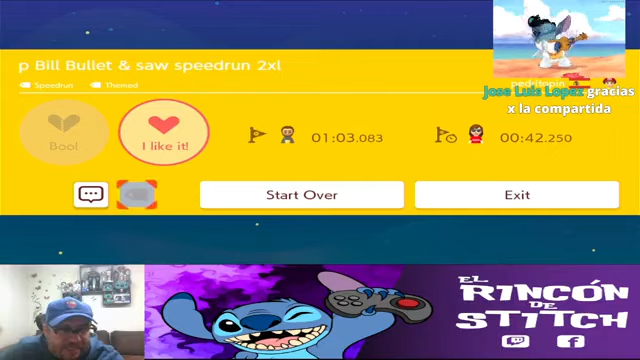 p Bill Bullet & saw speedrun 2xl
Speedrun
Themed
Jose Luis Lopez gracias
x la compartida
Boo!
I like it!
01:03.083
00:42.250
Start Over
Exit
EL
RINCÓN
DE
STITCH